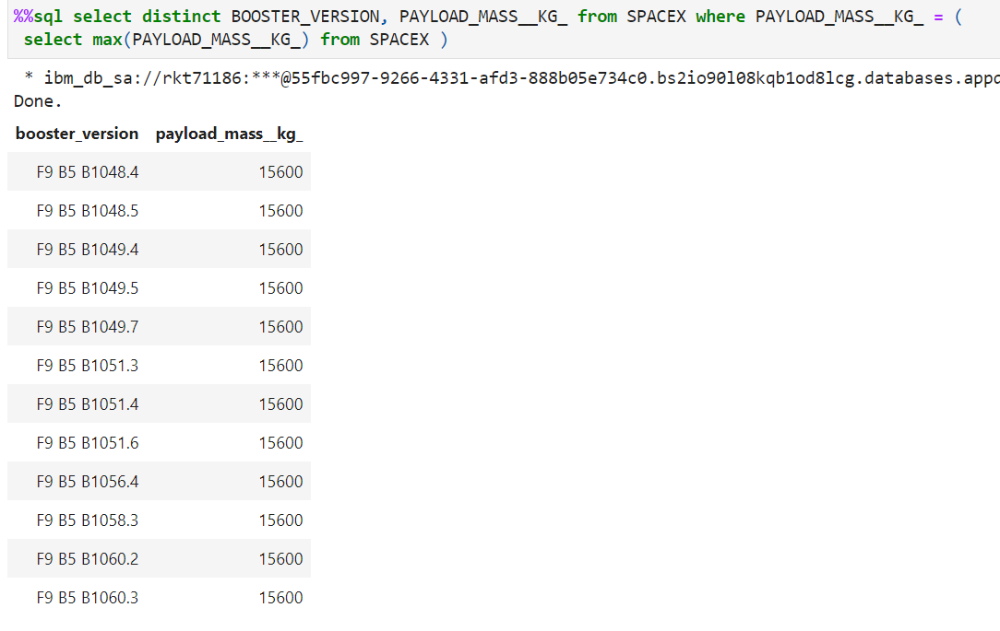 %%sql select distinct BOOSTER_VERSION, PAYLOAD_MASS__KG_ from SPACEX where PAYLOAD_MASS__KG_ = (
select max(PAYLOAD_MASS__KG_) from SPACEX )
* ibm_db_sa://rkt71186:***@55fbc997-9266-4331-afd3-888b05e734c0.bs2io90l08kqb1od8lcg.databases.appd
Done.
booster_version payload_mass__kg_
F9 B5 B1048.4 15600
F9 B5 B1048.5 15600
F9 B5 B1049.4 15600
F9 B5 B1049.5 15600
F9 B5 B1049.7 15600
F9 B5 B1051.3 15600
F9 B5 B1051.4 15600
F9 B5 B1051.6 15600
F9 B5 B1056.4 15600
F9 B5 B1058.3 15600
F9 B5 B1060.2 15600
F9 B5 B1060.3 15600